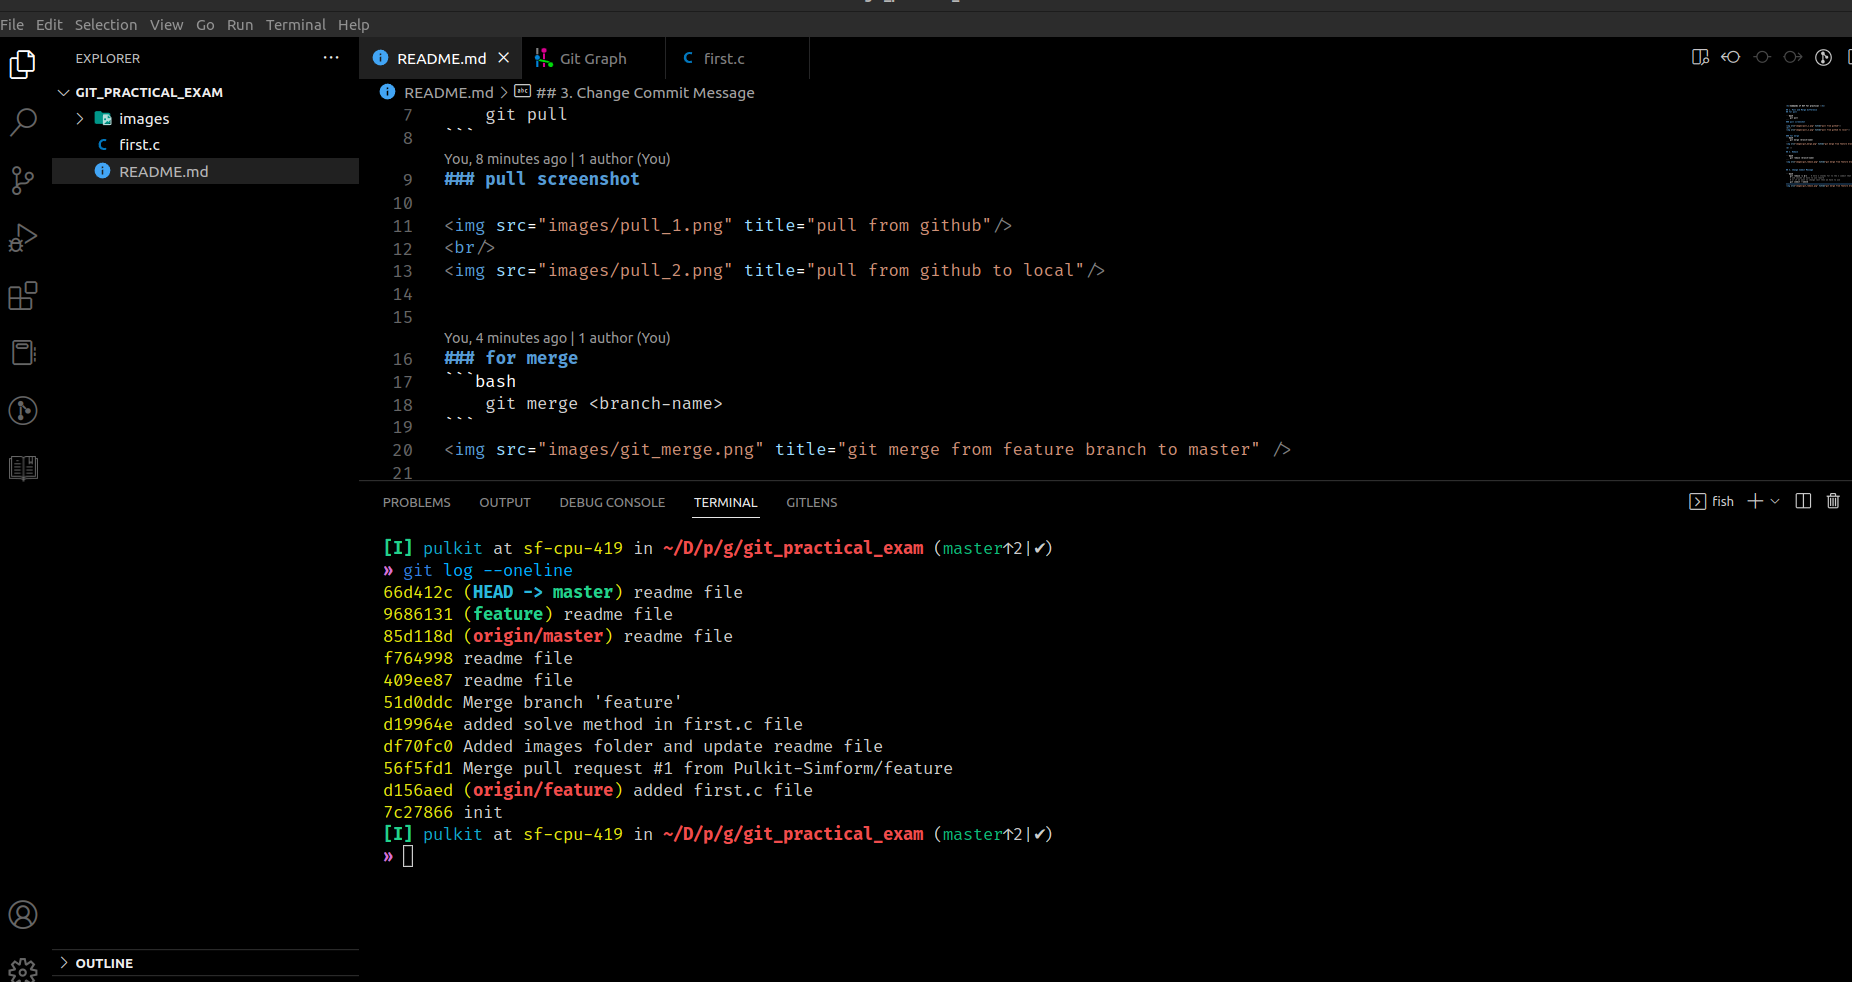 File Edit Selection View Go Run Terminal Help
EXPLORER ...
GIT_PRACTICAL_EXAM
images
C first.c
README.md
OUTLINE
README.md Git Graph C first.c
README.md > abc ## 3. Change Commit Message
7 git pull
8 ```
You, 8 minutes ago | 1 author (You)
9 ### pull screenshot
10
11 <img src="images/pull_1.png" title="pull from github"/>
12 <br/>
13 <img src="images/pull_2.png" title="pull from github to local"/>
14
15
You, 4 minutes ago | 1 author (You)
16 ### for merge
17 ```bash
18 git merge <branch-name>
19 ```
20 <img src="images/git_merge.png" title="git merge from feature branch to master" />
21
PROBLEMS OUTPUT DEBUG CONSOLE TERMINAL GITLENS
fish
[I] pulkit at sf-cpu-419 in ~/D/p/g/git_practical_exam (master↑2|✔)
» git log --oneline
66d412c (HEAD -> master) readme file
9686131 (feature) readme file
85d118d (origin/master) readme file
f764998 readme file
409ee87 readme file
51d0ddc Merge branch 'feature'
d19964e added solve method in first.c file
df70fc0 Added images folder and update readme file
56f5fd1 Merge pull request #1 from Pulkit-Simform/feature
d156aed (origin/feature) added first.c file
7c27866 init
[I] pulkit at sf-cpu-419 in ~/D/p/g/git_practical_exam (master↑2|✔)
»